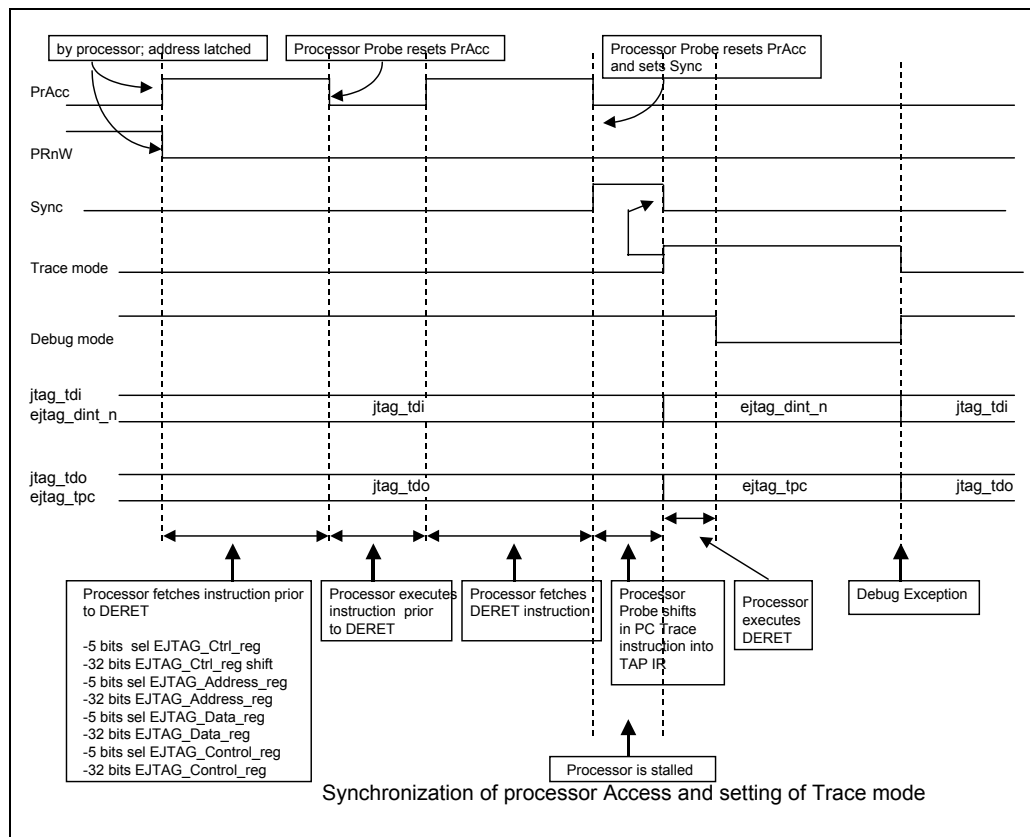 by processor; address latched
Processor Probe resets PrAcc
Processor Probe resets PrAcc
and sets Sync
PrAcc
PRnW
Sync
Trace mode
Debug mode
jtag_tdi
ejtag_dint_n
jtag_tdi
ejtag_dint_n
jtag_tdi
jtag_tdo
ejtag_tpc
jtag_tdo
ejtag_tpc
jtag_tdo
Processor fetches instruction prior
to DERET
-5 bits sel EJTAG_Ctrl_reg
-32 bits EJTAG_Ctrl_reg shift
-5 bits sel EJTAG_Address_reg
-32 bits EJTAG_Address_reg
-5 bits sel EJTAG_Data_reg
-32 bits EJTAG_Data_reg
-5 bits sel EJTAG_Control_reg
-32 bits EJTAG_Control_reg
Processor executes
instruction prior
to DERET
Processor fetches
DERET instruction
Processor
Probe shifts
in PC Trace
instruction into
TAP IR
Processor
executes
DERET
Debug Exception
Processor is stalled
Synchronization of processor Access and setting of Trace mode